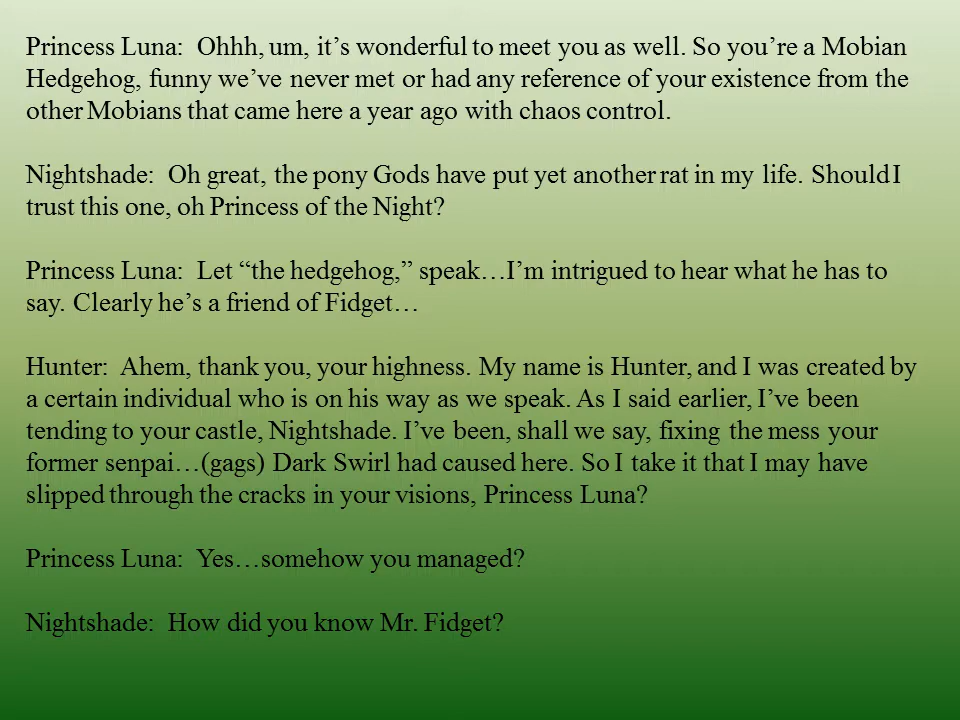 Princess Luna:  Ohhh, um, it’s wonderful to meet you as well. So you’re a Mobian
Hedgehog, funny we’ve never met or had any reference of your existence from the
other Mobians that came here a year ago with chaos control.
Nightshade:  Oh great, the pony Gods have put yet another rat in my life. Should I
trust this one, oh Princess of the Night?
Princess Luna:  Let “the hedgehog,” speak…I’m intrigued to hear what he has to
say. Clearly he’s a friend of Fidget…
Hunter:  Ahem, thank you, your highness. My name is Hunter, and I was created by
a certain individual who is on his way as we speak. As I said earlier, I’ve been
tending to your castle, Nightshade. I’ve been, shall we say, fixing the mess your
former senpai…(gags) Dark Swirl had caused here. So I take it that I may have
slipped through the cracks in your visions, Princess Luna?
Princess Luna:  Yes…somehow you managed?
Nightshade:  How did you know Mr. Fidget?